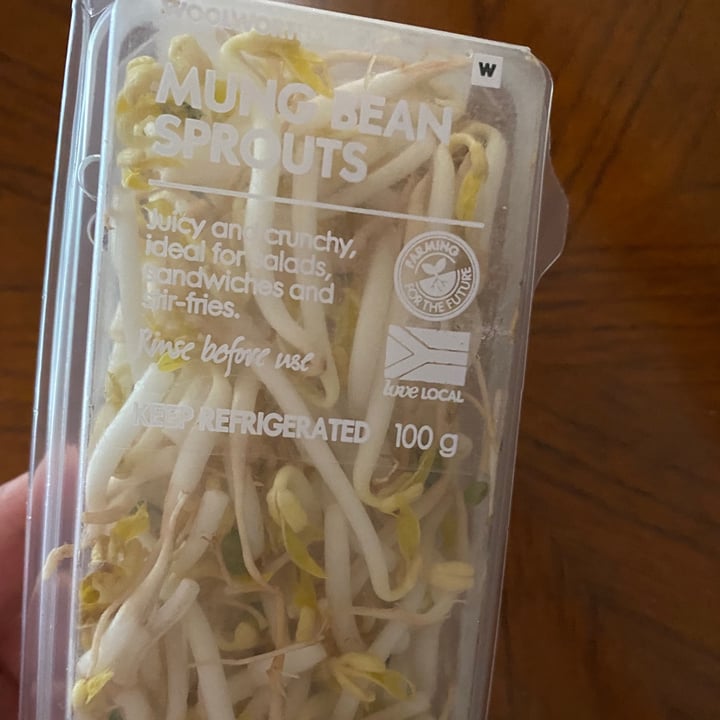 WOOLWORTHS
W
MUNG BEAN
SPROUTS
Juicy and crunchy,
ideal for salads,
sandwiches and
stir-fries.
Rinse before use
KEEP REFRIGERATED 100 g
FARMING
FOR THE FUTURE
love LOCAL